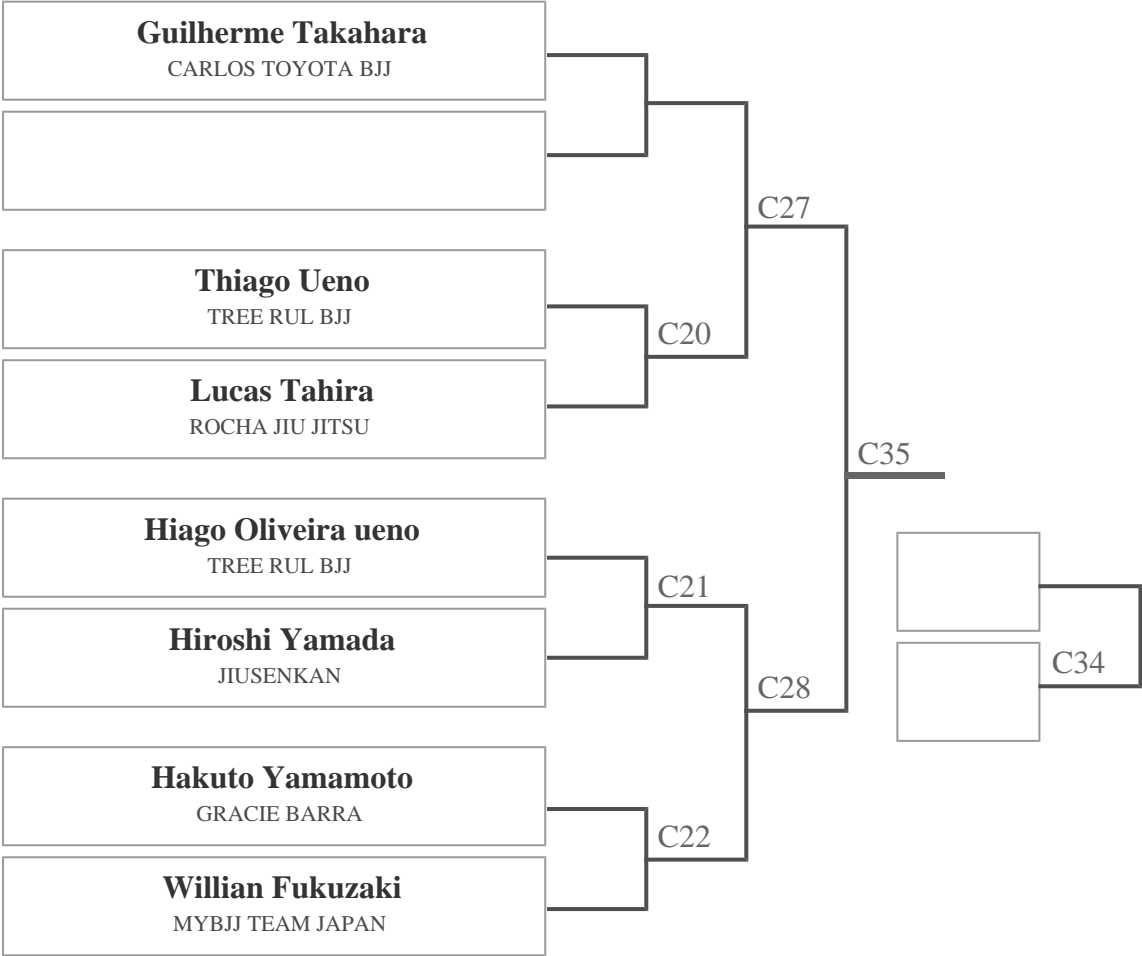 Guilherme Takahara
CARLOS TOYOTA BJJ
C27
Thiago Ueno
TREE RUL BJJ
C20
Lucas Tahira
ROCHA JIU JITSU
C35
Hiago Oliveira ueno
TREE RUL BJJ
C21
Hiroshi Yamada
JIUSENKAN
C34
C28
Hakuto Yamamoto
GRACIE BARRA
C22
Willian Fukuzaki
MYBJJ TEAM JAPAN